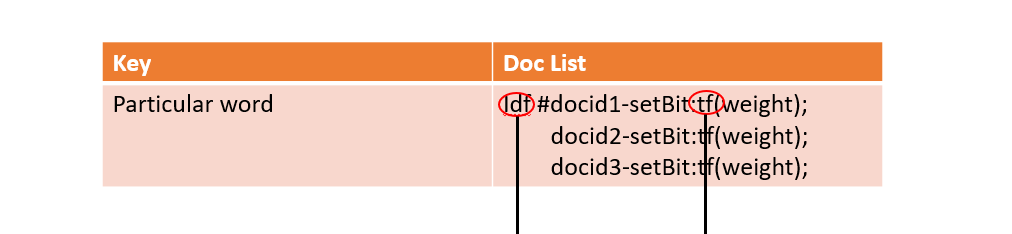 Key Doc List
Particular word Idf #docid1-setBit:tf(weight);
docid2-setBit:tf(weight);
docid3-setBit:tf(weight);